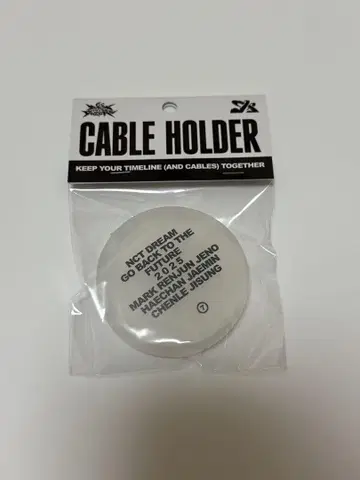 CABLE HOLDER
KEEP YOUR TIMELINE (AND CABLES) TOGETHER
NCT DREAM
GO BACK TO THE
FUTURE
2025
MARK RENJUN JENO
HAECHAN JAEMIN
CHENLE JISUNG
7